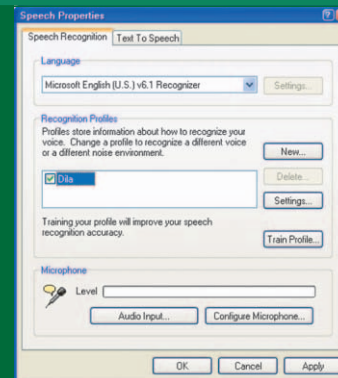 Speech Properties
Speech Recognition Text To Speech
Language
Microsoft English (U.S.) v6.1 Recognizer Settings...
Recognition Profiles
Profiles store information about how to recognize your
voice. Change a profile to recognize a different voice
or a different noise environment.
New...
Delete...
Dila
Settings...
Training your profile will improve your speech
recognition accuracy.
Train Profile...
Microphone
Level
Audio Input... Configure Microphone...
OK Cancel Apply